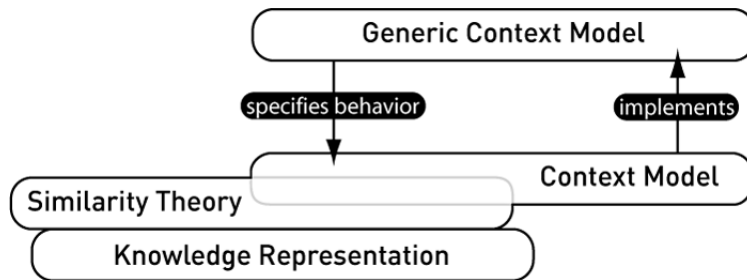 Generic Context Model
specifies behavior
implements
Context Model
Similarity Theory
Knowledge Representation